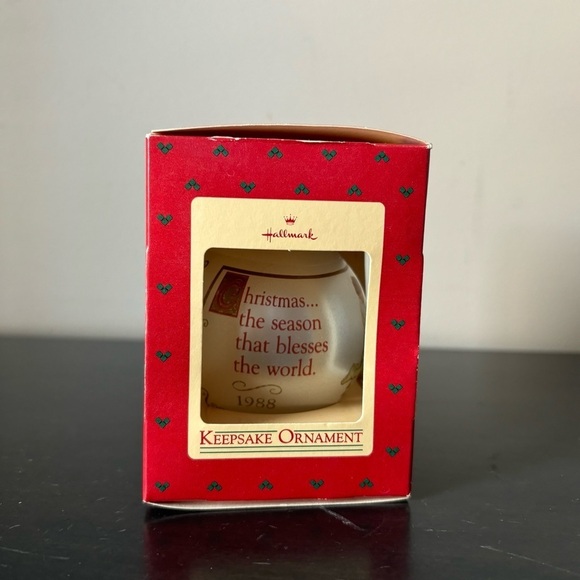 Hallmark
Christmas...
the season
that blesses
the world.
1988
KEEPSAKE ORNAMENT